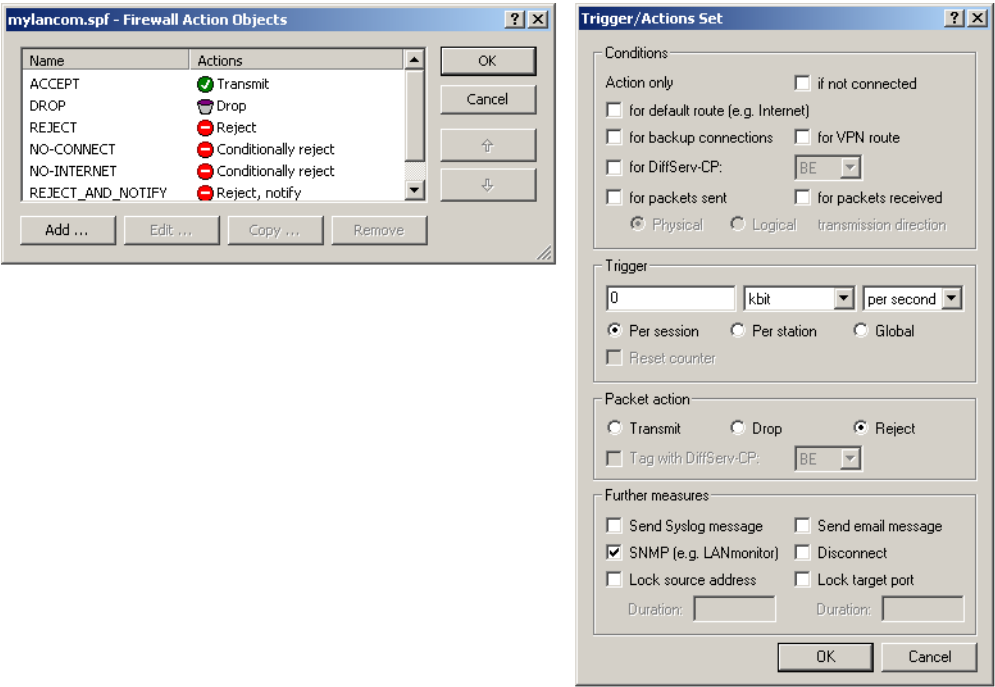 mylancom.spf - Firewall Action Objects
Name Actions
ACCEPT Transmit
DROP Drop
REJECT Reject
NO-CONNECT Conditionally reject
NO-INTERNET Conditionally reject
REJECT_AND_NOTIFY Reject, notify
OK
Cancel
Add ... Edit ... Copy ... Remove
Trigger/Actions Set
Conditions
Action only if not connected
for default route (e.g. Internet)
for backup connections for VPN route
for DiffServ-CP: BE
for packets sent for packets received
Physical Logical transmission direction
Trigger
0 kbit per second
Per session Per station Global
Reset counter
Packet action
Transmit Drop Reject
Tag with DiffServ-CP: BE
Further measures
Send Syslog message Send email message
SNMP (e.g. LANmonitor) Disconnect
Lock source address Lock target port
Duration: Duration:
OK Cancel